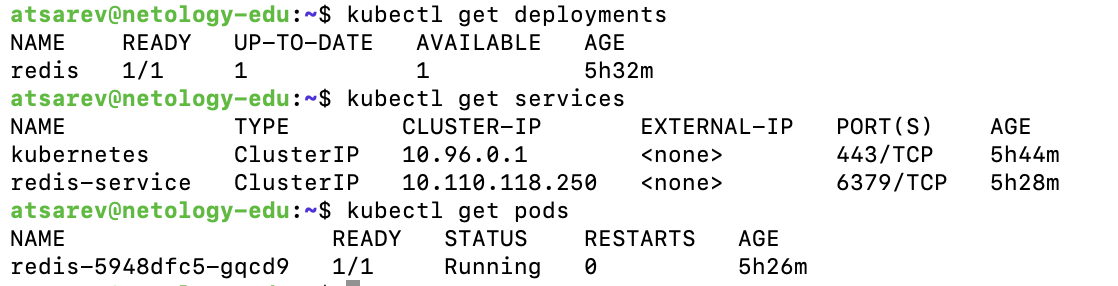 atsarev@netology-edu:~$ kubectl get deployments
NAME    READY   UP-TO-DATE   AVAILABLE   AGE
redis   1/1     1            1           5h32m
atsarev@netology-edu:~$ kubectl get services
NAME            TYPE        CLUSTER-IP       EXTERNAL-IP   PORT(S)    AGE
kubernetes      ClusterIP   10.96.0.1        <none>        443/TCP    5h44m
redis-service   ClusterIP   10.110.118.250   <none>        6379/TCP   5h28m
atsarev@netology-edu:~$ kubectl get pods
NAME                   READY   STATUS    RESTARTS   AGE
redis-5948dfc5-gqcd9   1/1     Running   0          5h26m